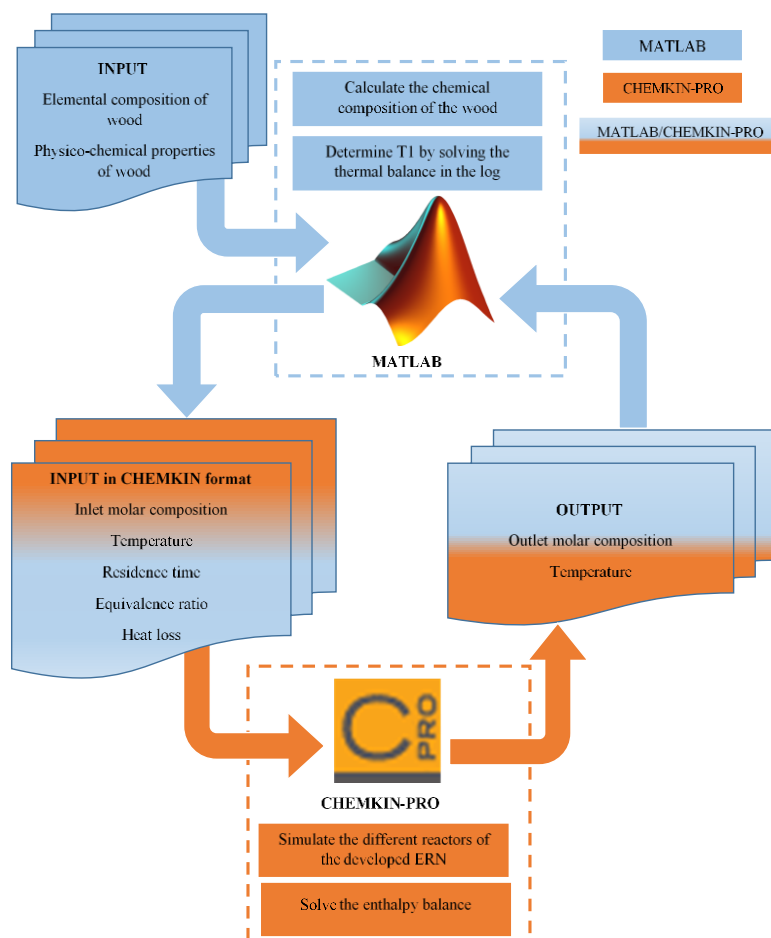 INPUT
Elemental composition of
wood
Physico-chemical properties
of wood
Calculate the chemical
composition of the wood
Determine T1 by solving the
thermal balance in the log
MATLAB
MATLAB
CHEMKIN-PRO
MATLAB/CHEMKIN-PRO
INPUT in CHEMKIN format
Inlet molar composition
Temperature
Residence time
Equivalence ratio
Heat loss
OUTPUT
Outlet molar composition
Temperature
C PRO
CHEMKIN-PRO
Simulate the different reactors of
the developed ERN
Solve the enthalpy balance